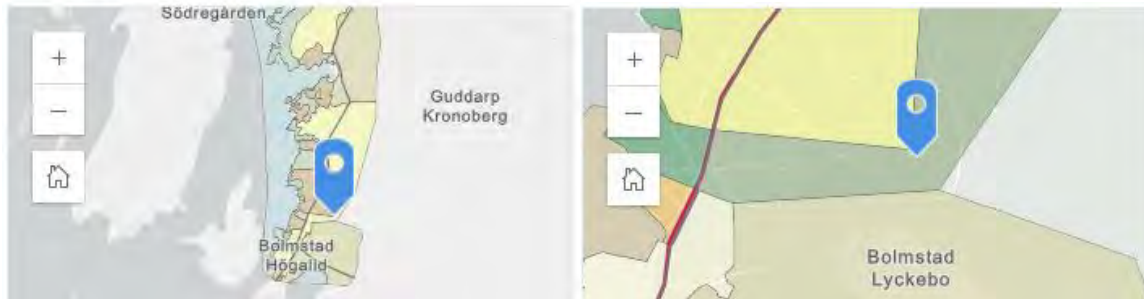 Södregården
+
−
Guddarp
Kronoberg
Bolmstad
Högalid
+
−
Bolmstad
Lyckebo